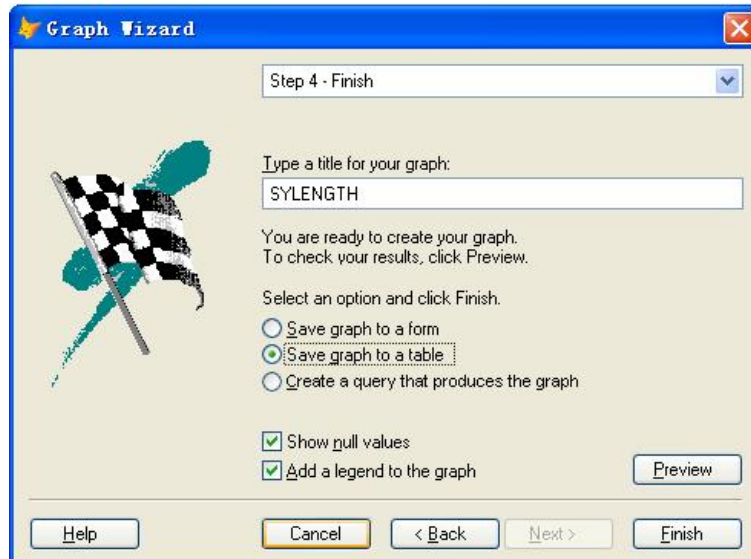 Graph Wizard
Step 4 - Finish
Type a title for your graph:
SYLENGTH
You are ready to create your graph.
To check your results, click Preview.
Select an option and click Finish.
Save graph to a form
Save graph to a table
Create a query that produces the graph
Show null values
Add a legend to the graph
Preview
Help
Cancel
< Back
Next >
Finish